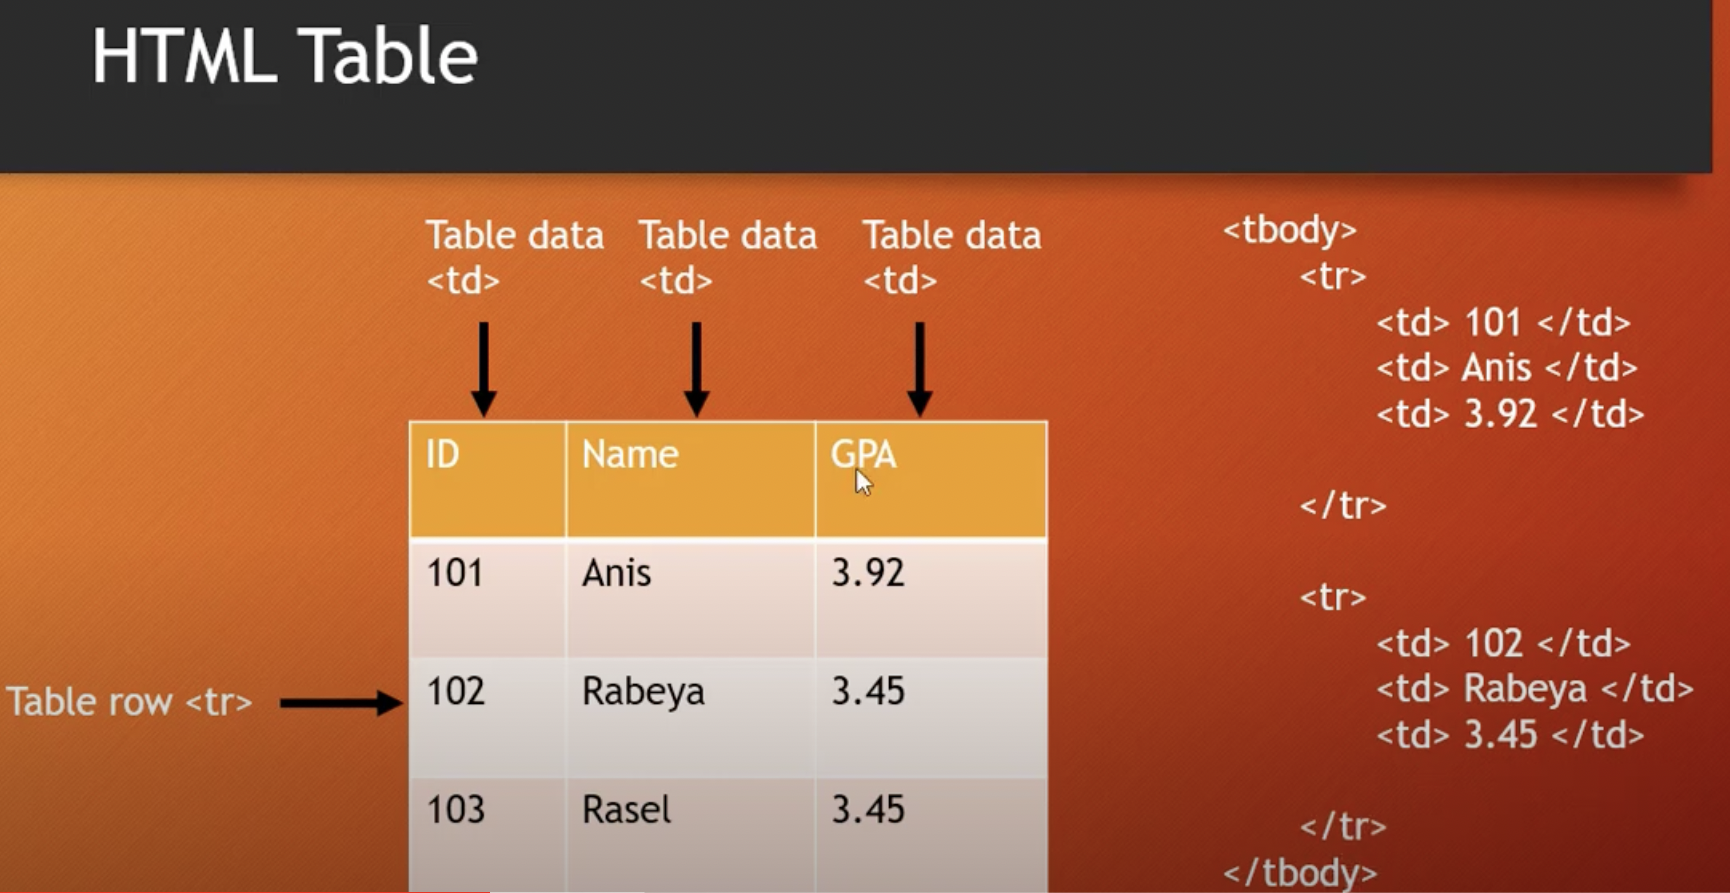 HTML Table
Table data Table data Table data
<td> <td> <td>
ID Name GPA
101 Anis 3.92
102 Rabeya 3.45
103 Rasel 3.45
Table row <tr>
<tbody>
<tr>
<td> 101 </td>
<td> Anis </td>
<td> 3.92 </td>
</tr>
<tr>
<td> 102 </td>
<td> Rabeya </td>
<td> 3.45 </td>
</tr>
</tbody>